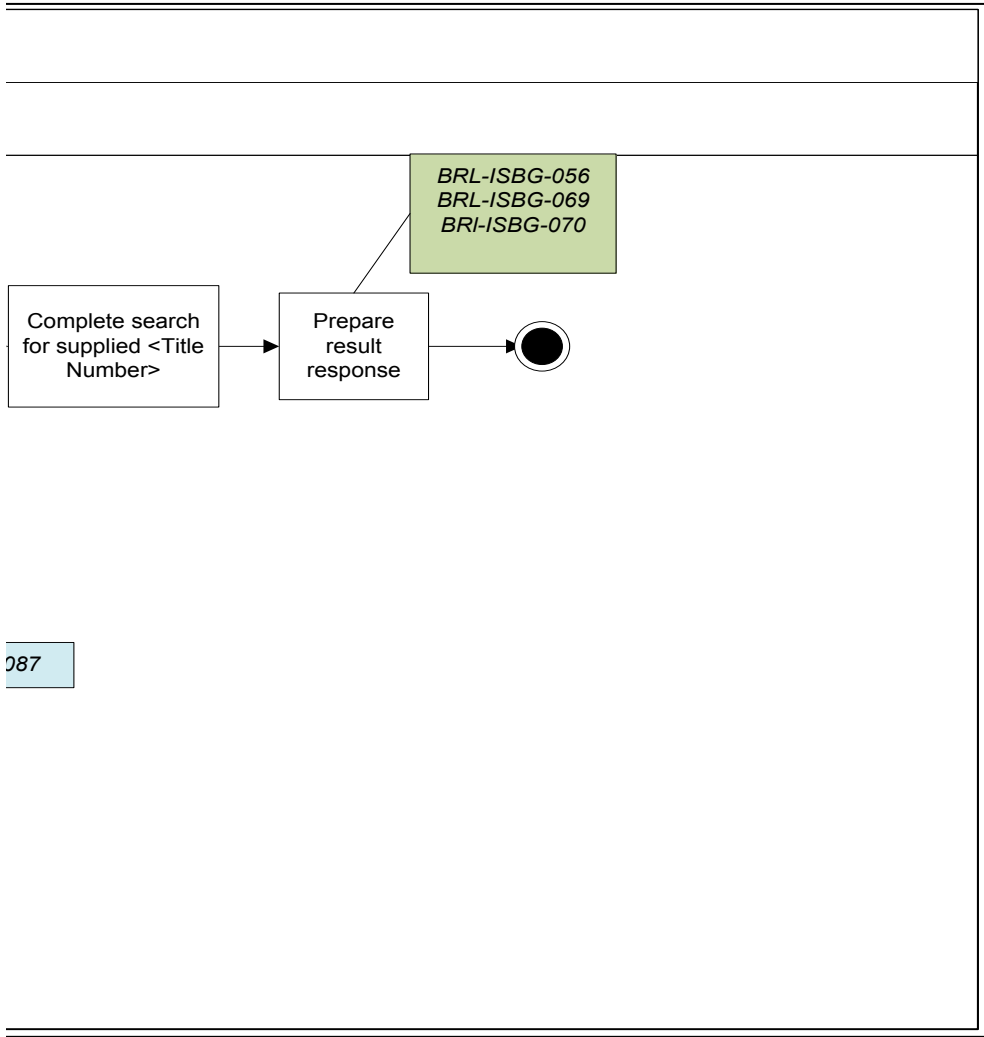 BRL-ISBG-056
BRL-ISBG-069
BRI-ISBG-070
Complete search
for supplied <Title
Number>
Prepare
result
response
087